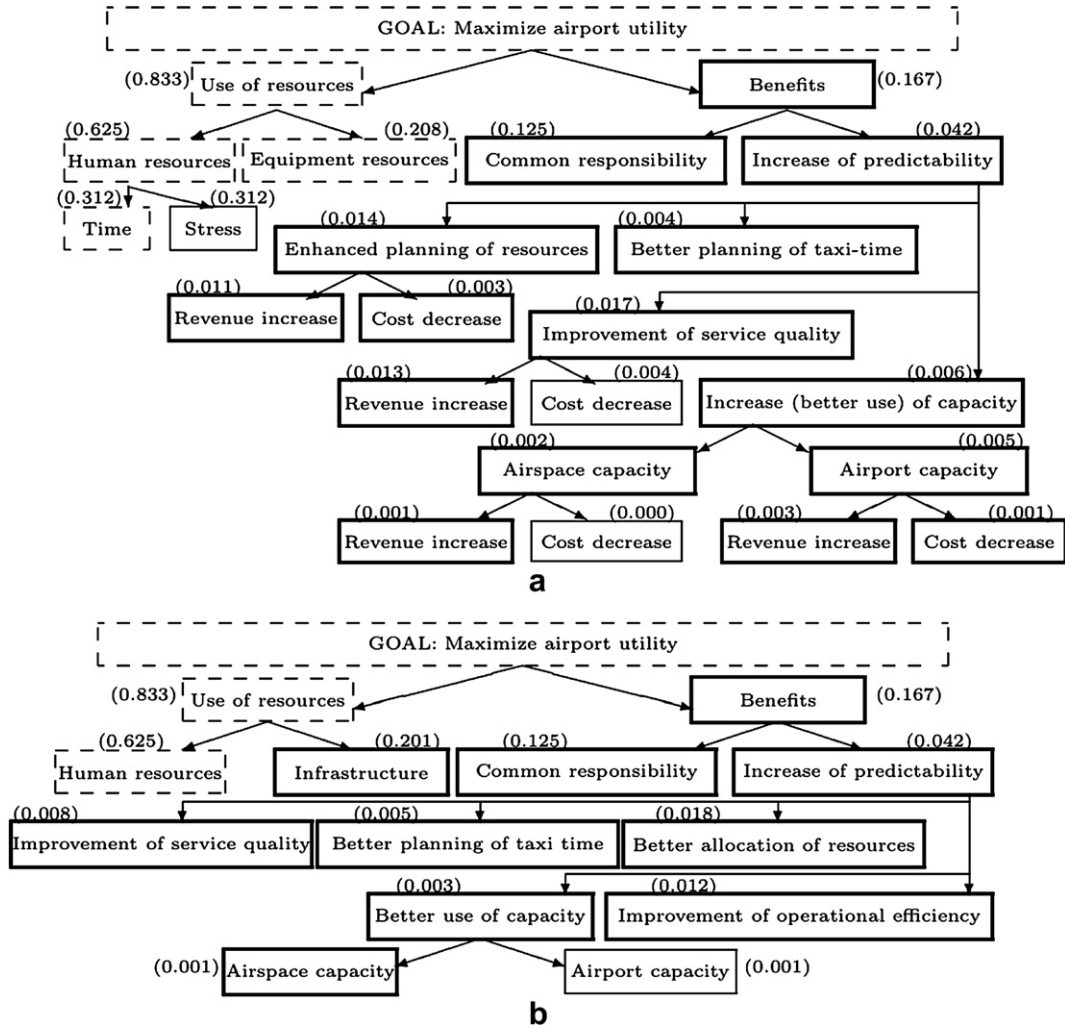 GOAL: Maximize airport utility
(0.833) Use of resources Benefits (0.167)
(0.625) (0.208) (0.125) (0.042)
Human resources Equipment resources Common responsibility Increase of predictability
(0.312) (0.312)
Time Stress
(0.014) (0.004)
Enhanced planning of resources Better planning of taxi-time
(0.011) (0.003)
Revenue increase Cost decrease
(0.017)
Improvement of service quality
(0.013) (0.004) (0.006)
Revenue increase Cost decrease Increase (better use) of capacity
(0.002) (0.005)
Airspace capacity Airport capacity
(0.001) (0.000) (0.003) (0.001)
Revenue increase Cost decrease Revenue increase Cost decrease
a
GOAL: Maximize airport utility
(0.833) Use of resources Benefits (0.167)
(0.625) (0.201) (0.125) (0.042)
Human resources Infrastructure Common responsibility Increase of predictability
(0.008) (0.005) (0.018)
Improvement of service quality Better planning of taxi time Better allocation of resources
(0.003) (0.012)
Better use of capacity Improvement of operational efficiency
(0.001) Airspace capacity Airport capacity (0.001)
b